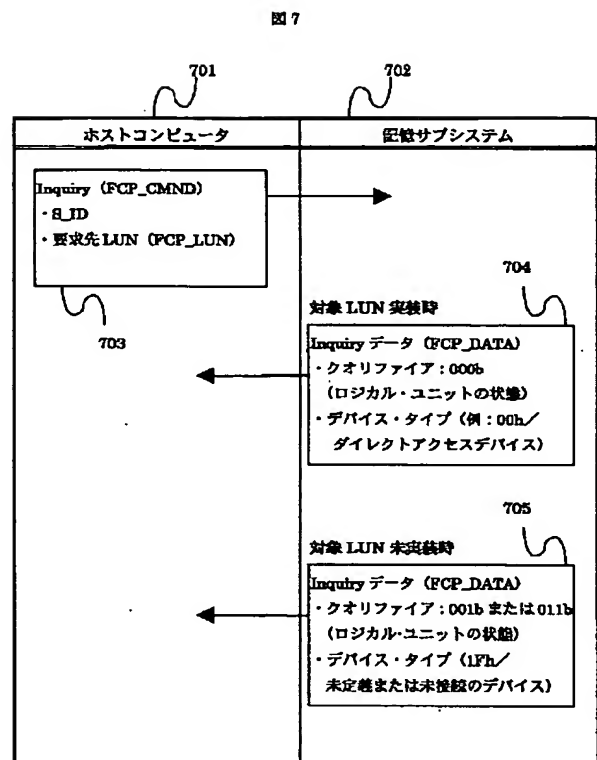 図 7
701
702
ホストコンピュータ
記憶サブシステム
Inquiry（FCP_CMND）
・S_ID
・要求先 LUN（FCP_LUN）
703
704
対象 LUN 実装時
Inquiry データ（FCP_DATA）
・クオリファイア：000b
（ロジカル・ユニットの状態）
・デバイス・タイプ（例：00h／
ダイレクトアクセスデバイス）
705
対象 LUN 未実装時
Inquiry データ（FCP_DATA）
・クオリファイア：001b または 011b
（ロジカル・ユニットの状態）
・デバイス・タイプ（1Fh／
未定義または未接続のデバイス）